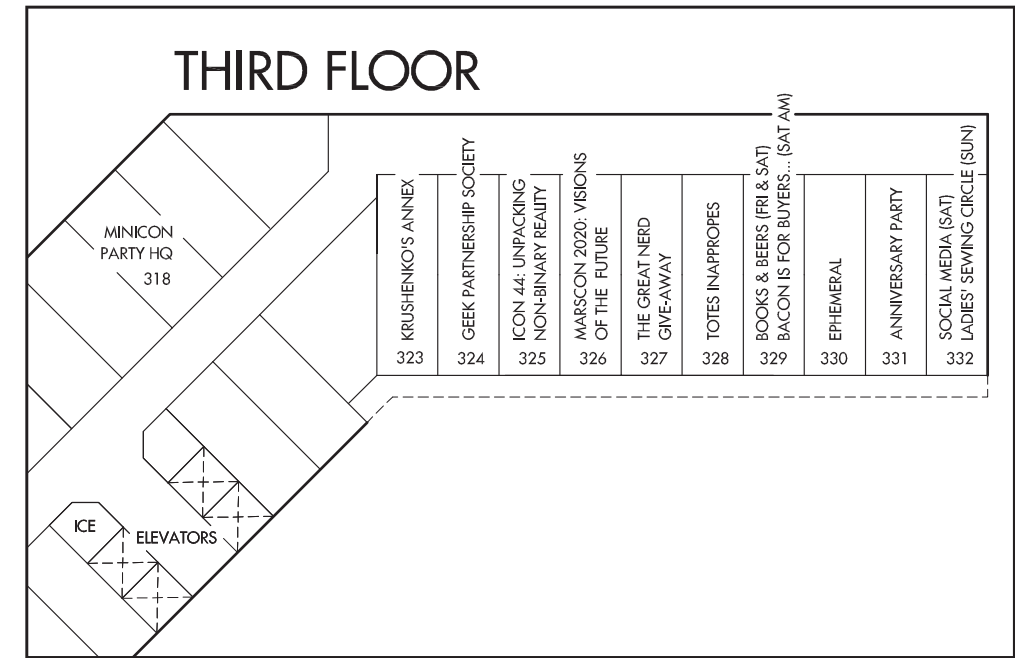 THIRD FLOOR
MINICON
PARTY HQ
318
KRUSHENKO'S ANNEX
323
GEEK PARTNERSHIP SOCIETY
324
ICON 44: UNPACKING
NON-BINARY REALITY
325
MARSCON 2020: VISIONS
OF THE FUTURE
326
THE GREAT NERD
GIVE-AWAY
327
TOTES INAPPROPES
328
BOOKS & BEERS (FRI & SAT)
BACON IS FOR BUYERS... (SAT AM)
329
EPHEMERAL
330
ANNIVERSARY PARTY
331
SOCIAL MEDIA (SAT)
LADIES' SEWING CIRCLE (SUN)
332
ICE
ELEVATORS